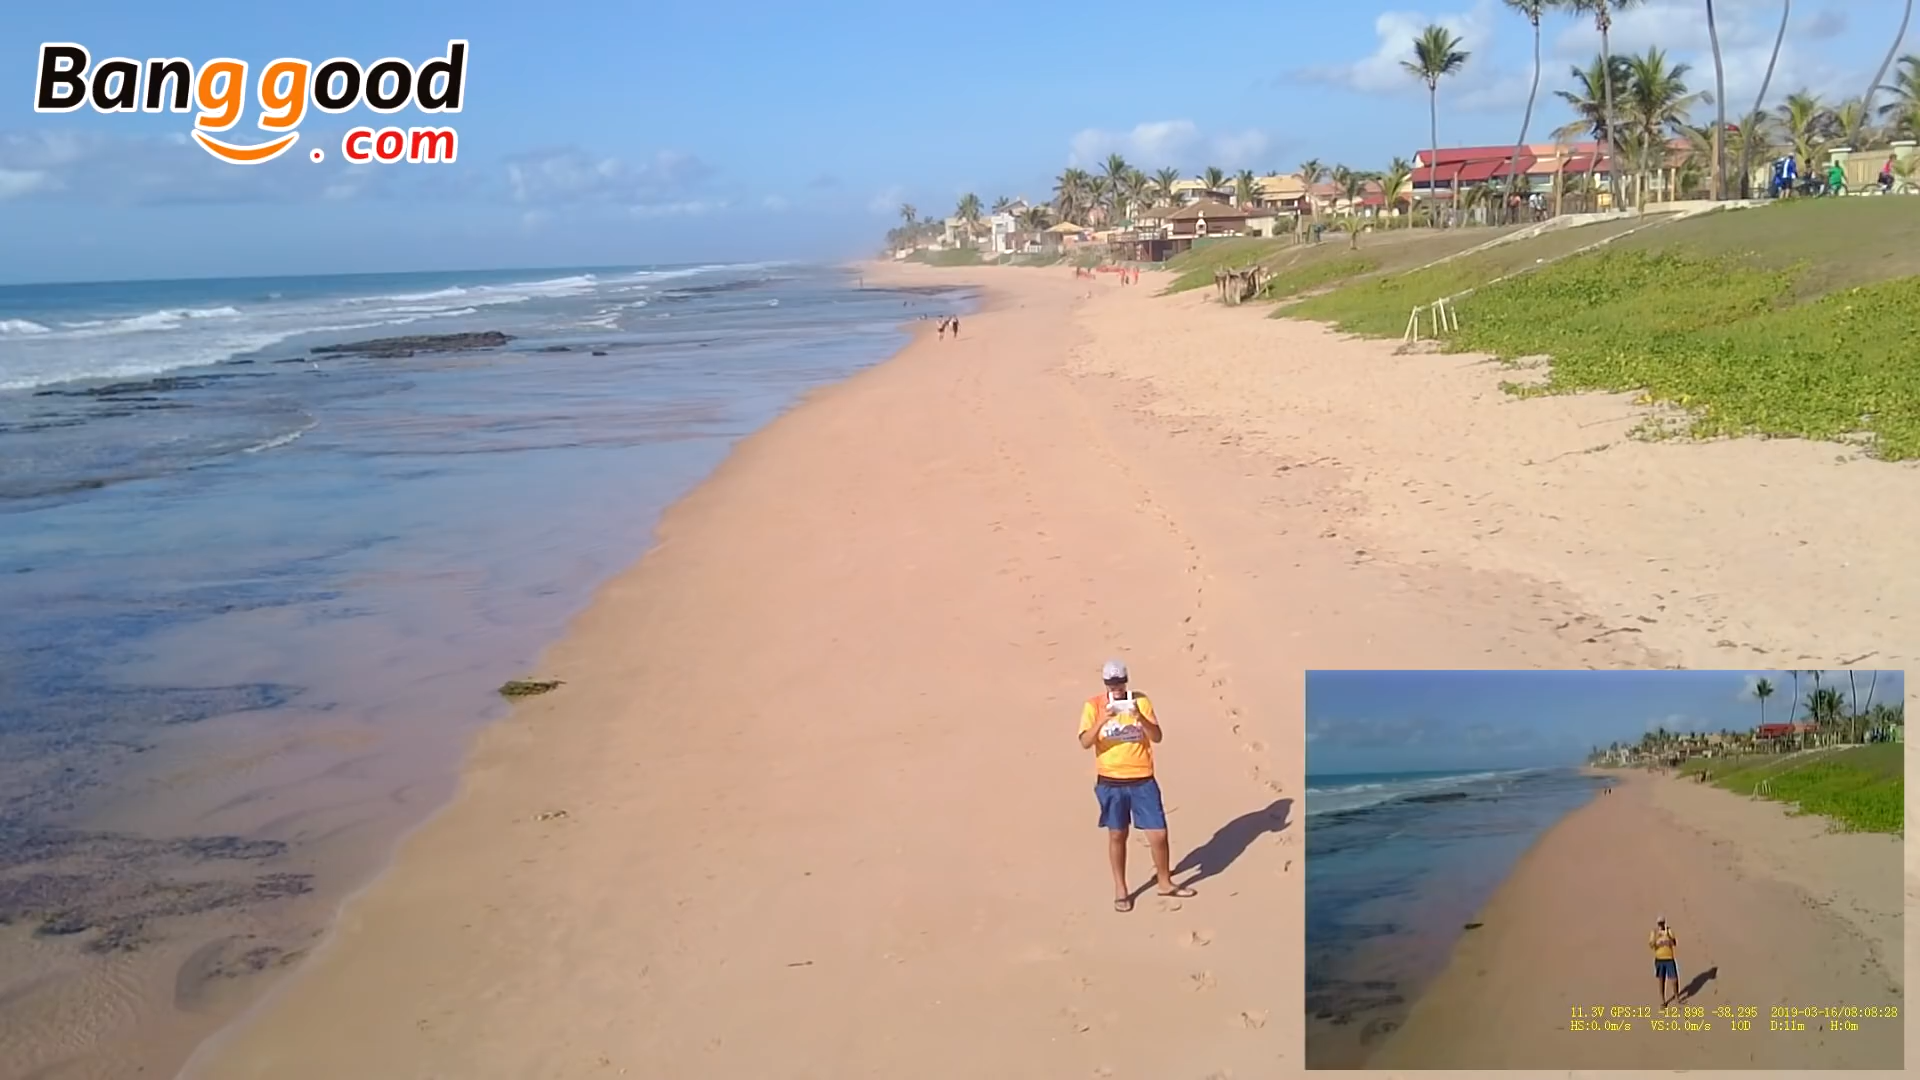 Banggood
.com
11.3V GPS:12 -12.898 -38.295 2019-03-16/08:08:28
HS:0.0m/s VS:0.0m/s 10D D:11m H:0m